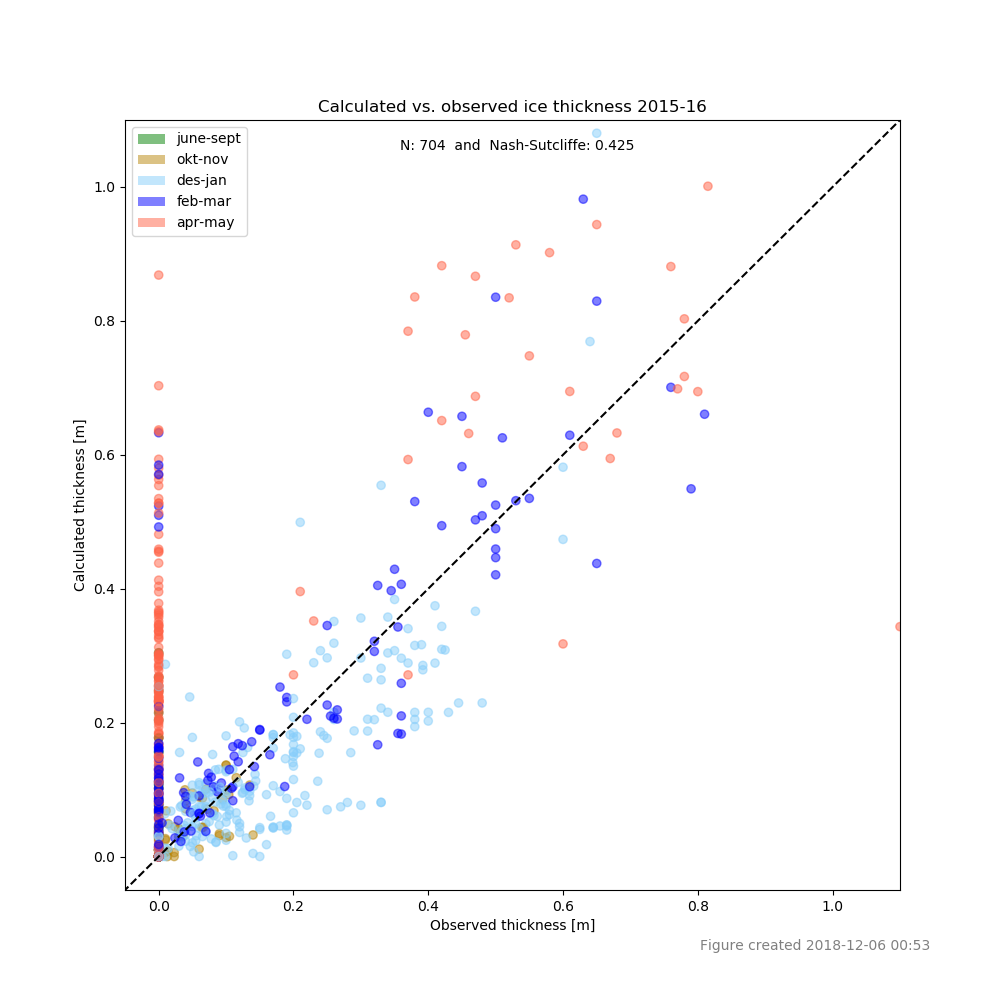 Calculated vs. observed ice thickness 2015-16
N: 704 and Nash-Sutcliffe: 0.425
june-sept
okt-nov
des-jan
feb-mar
apr-may
Calculated thickness [m]
1.0
0.8
0.6
0.4
0.2
0.0
0.0 0.2 0.4 0.6 0.8 1.0
Observed thickness [m]
Figure created 2018-12-06 00:53